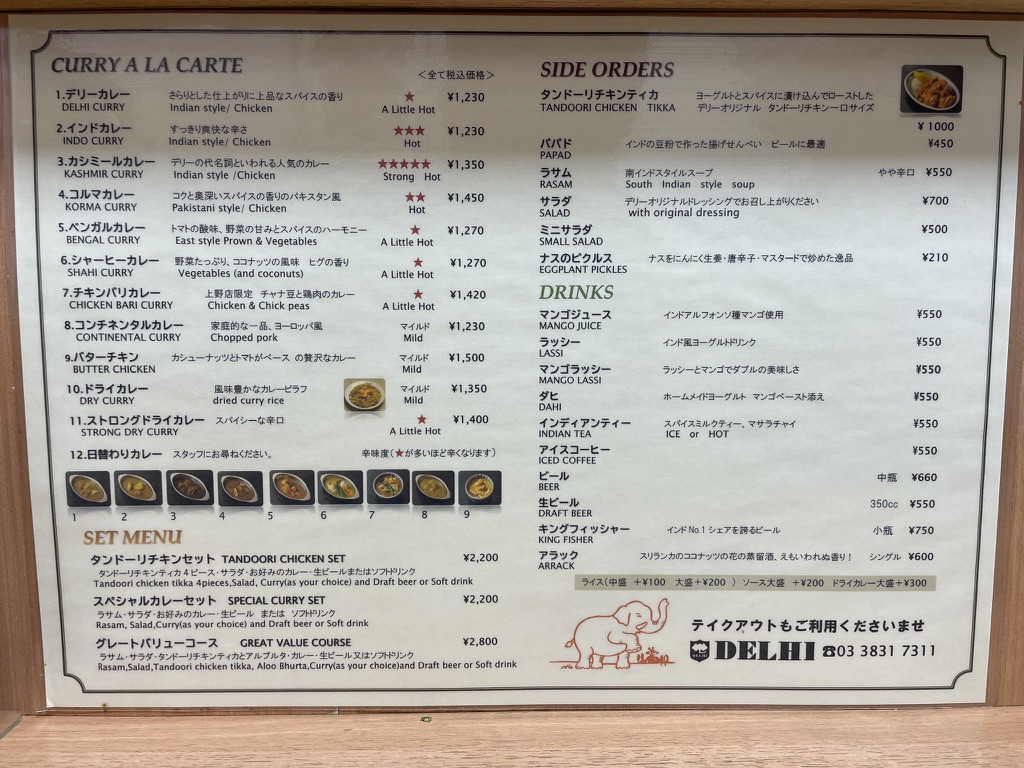 CURRY A LA CARTE
＜全て税込価格＞
1.デリーカレー さらりとした仕上がりに上品なスパイスの香り ★ ¥1,230
DELHI CURRY Indian style/ Chicken A Little Hot
2.インドカレー すっきり爽快な辛さ ★★★ ¥1,230
INDO CURRY Indian style/ Chicken Hot
3.カシミールカレー デリーの代名詞といわれる人気のカレー ★★★★★ ¥1,350
KASHMIR CURRY Indian style /Chicken Strong Hot
4.コルマカレー コクと奥深いスパイスの香りのパキスタン風 ★★ ¥1,450
KORMA CURRY Pakistani style/ Chicken Hot
5.ベンガルカレー トマトの酸味、野菜の甘みとスパイスのハーモニー ★ ¥1,270
BENGAL CURRY East style Prown & Vegetables A Little Hot
6.シャーヒーカレー 野菜たっぷり、ココナッツの風味 ヒグの香り ★ ¥1,270
SHAHI CURRY Vegetables (and coconuts) A Little Hot
7.チキンバリカレー 上野店限定 チャナ豆と鶏肉のカレー ★ ¥1,420
CHICKEN BARI CURRY Chicken & Chick peas A Little Hot
8.コンチネンタルカレー 家庭的な一品、ヨーロッパ風 マイルド ¥1,230
CONTINENTAL CURRY Chopped pork Mild
9.バターチキン カシューナッツとトマトがベース の贅沢なカレー マイルド ¥1,500
BUTTER CHICKEN Mild
10.ドライカレー 風味豊かなカレーピラフ マイルド ¥1,350
DRY CURRY dried curry rice Mild
11.ストロングドライカレー スパイシーな辛口 ★ ¥1,400
STRONG DRY CURRY A Little Hot
12.日替わりカレー スタッフにお尋ねください。 辛味度(★が多いほど辛くなります)
1 2 3 4 5 6 7 8 9
SET MENU
タンドーリチキンセット TANDOORI CHICKEN SET ¥2,200
タンドーリチキンティカ4ピース・サラダ・お好みのカレー・生ビールまたはソフトドリンク
Tandoori chicken tikka 4pieces,Salad, Curry(as your choice) and Draft beer or Soft drink
スペシャルカレーセット SPECIAL CURRY SET ¥2,200
ラサム・サラダ・お好みのカレー・生ビール または ソフトドリンク
Rasam, Salad,Curry(as your choice) and Draft beer or Soft drink
グレートバリューコース GREAT VALUE COURSE ¥2,800
ラサム・サラダ・タンドーリチキンティカとアルブルタ・カレー・生ビール又はソフトドリンク
Rasam,Salad,Tandoori chicken tikka, Aloo Bhurta,Curry(as your choice)and Draft beer or Soft drink
SIDE ORDERS
タンドーリチキンティカ ヨーグルトとスパイスに漬け込んでローストした
TANDOORI CHICKEN TIKKA デリーオリジナル タンドーリチキン一口サイズ
¥1000
パパド インドの豆粉で作った揚げせんべい ビールに最適 ¥450
PAPAD
ラサム 南インドスタイルスープ やや辛口 ¥550
RASAM South Indian style soup
サラダ デリーオリジナルドレッシングでお召し上がりください ¥700
SALAD with original dressing
ミニサラダ ¥500
SMALL SALAD
ナスのピクルス ナスをにんにく生姜・唐辛子・マスタードで炒めた逸品 ¥210
EGGPLANT PICKLES
DRINKS
マンゴジュース インドアルフォンソ種マンゴ使用 ¥550
MANGO JUICE
ラッシー インド風ヨーグルトドリンク ¥550
LASSI
マンゴラッシー ラッシーとマンゴでダブルの美味しさ ¥550
MANGO LASSI
ダヒ ホームメイドヨーグルト マンゴペースト添え ¥550
DAHI
インディアンティー スパイスミルクティー、マサラチャイ ¥550
INDIAN TEA ICE or HOT
アイスコーヒー ¥550
ICED COFFEE
ビール 中瓶 ¥660
BEER
生ビール 350cc ¥550
DRAFT BEER
キングフィッシャー インドNo.1 シェアを誇るビール 小瓶 ¥750
KING FISHER
アラック スリランカのココナッツの花の蒸留酒、えもいわれぬ香り! シングル ¥600
ARRACK
ライス(中盛 +¥100 大盛+¥200 ) ソース大盛 +¥200 ドライカレー大盛+¥300
テイクアウトもご利用くださいませ
DELHI ☎03 3831 7311